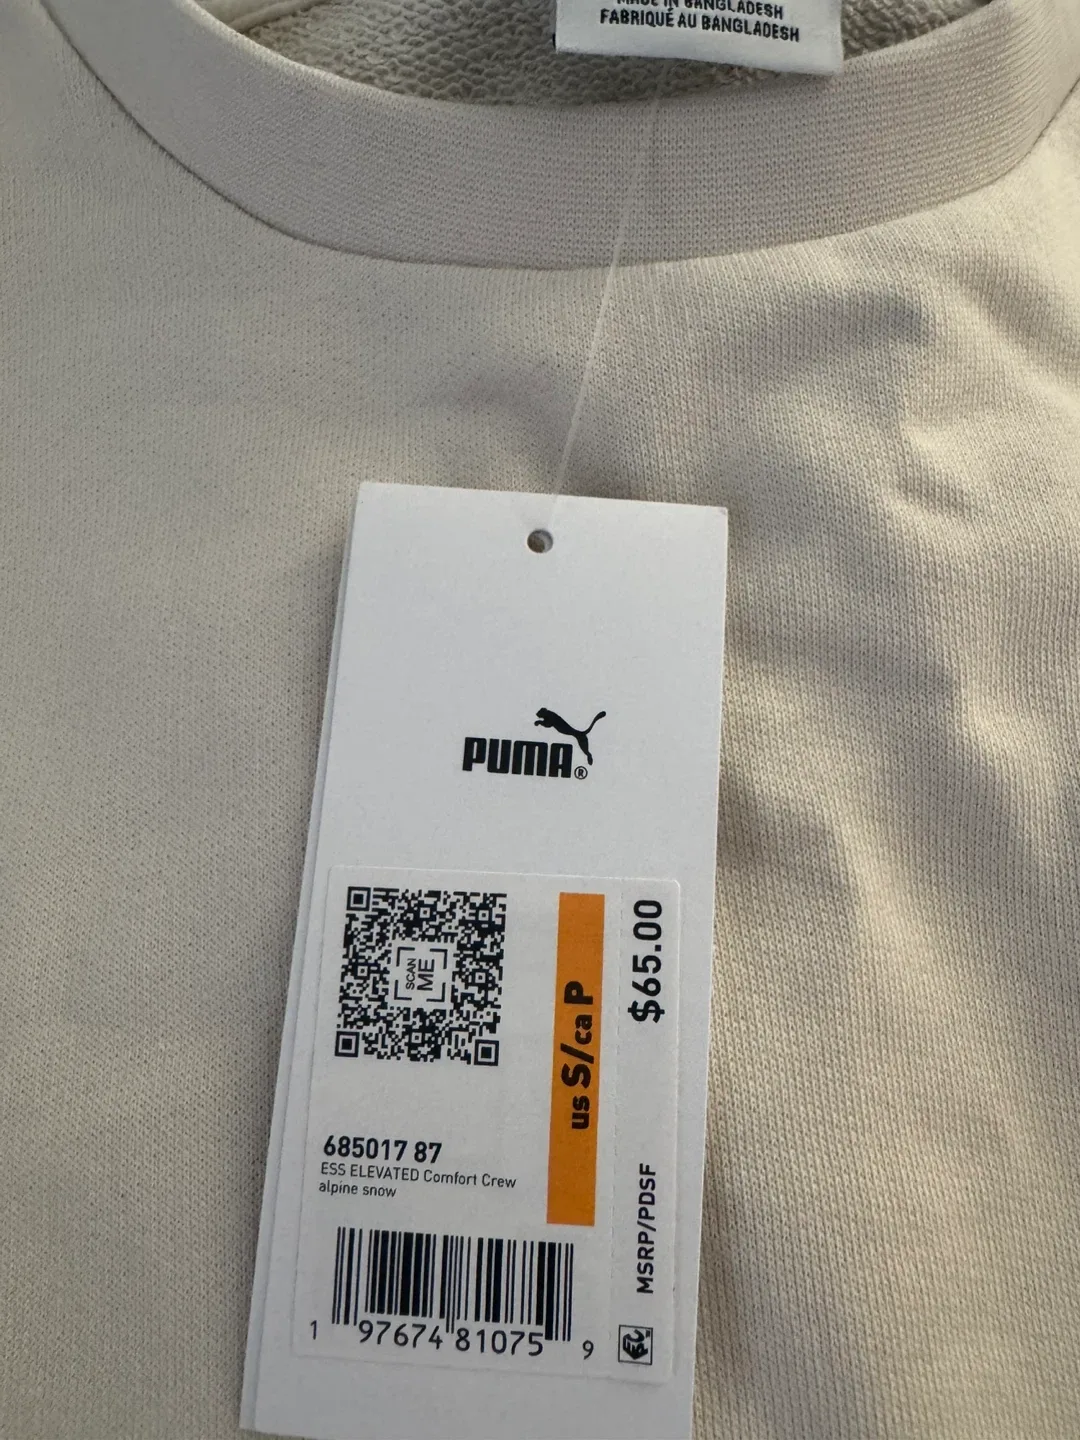 MADE IN BANGLADESH
FABRIQUÉ AU BANGLADESH
PUMA®
SCAN
ME
us S/ca P
$65.00
MSRP/PDSF
685017 87
ESS ELEVATED Comfort Crew
alpine snow
1 97674 81075 9